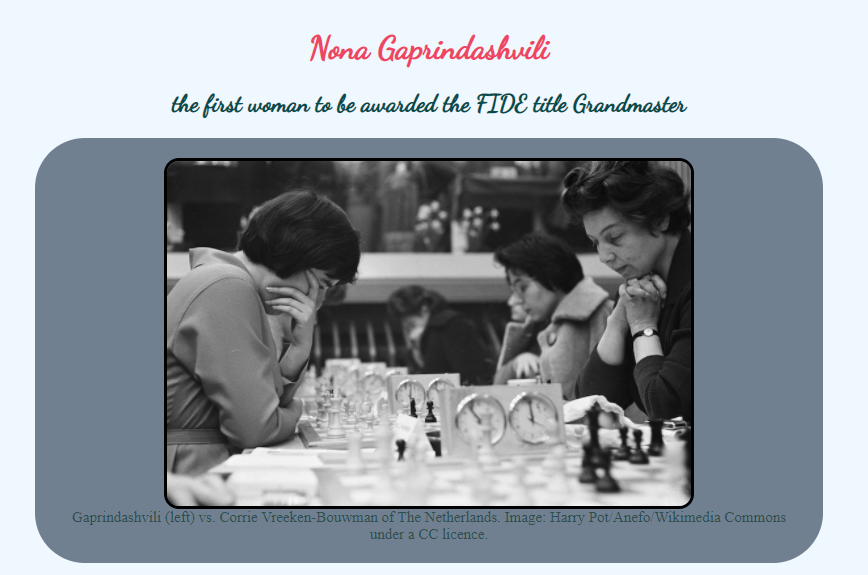 Nona Gaprindashvili
the first woman to be awarded the FIDE title Grandmaster
Gaprindashvili (left) vs. Corrie Vreeken-Bouwman of The Netherlands. Image: Harry Pot/Anefo/Wikimedia Commons
under a CC licence.